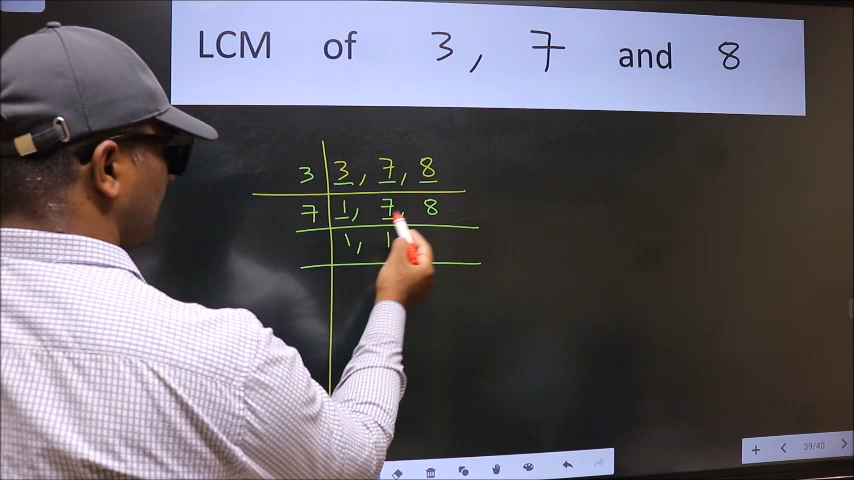 LCM of 3, 7 and 8
3 3, 7, 8
7 1, 7, 8
1, 1
39/40